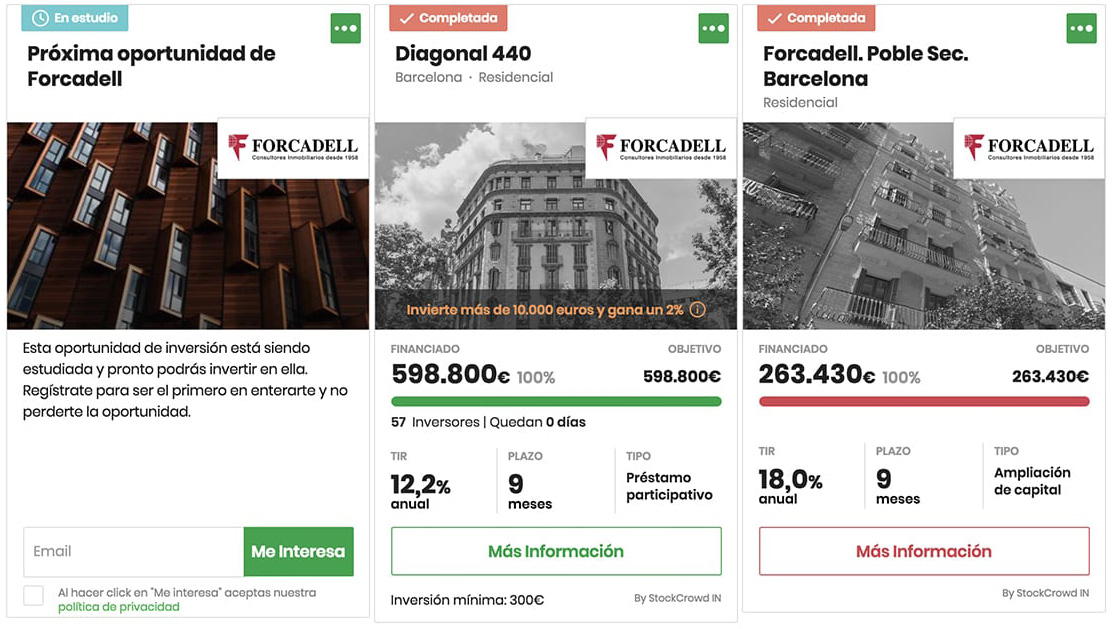 En estudio
Próxima oportunidad de
Forcadell
FORCADELL
Consultores Inmobiliarios desde 1958
Esta oportunidad de inversión está siendo
estudiada y pronto podrás invertir en ella.
Regístrate para ser el primero en enterarte y no
perderte la oportunidad.
Email
Me Interesa
Al hacer click en "Me interesa" aceptas nuestra
política de privacidad
Completada
Diagonal 440
Barcelona · Residencial
FORCADELL
Consultores Inmobiliarios desde 1958
Invierte más de 10.000 euros y gana un 2%
FINANCIADO OBJETIVO
598.800€ 100% 598.800€
57 Inversores | Quedan 0 días
TIR PLAZO TIPO
12,2% 9 Préstamo
anual meses participativo
Más Información
Inversión mínima: 300€ By StockCrowd IN
Completada
Forcadell. Poble Sec.
Barcelona
Residencial
FORCADELL
Consultores Inmobiliarios desde 1958
FINANCIADO OBJETIVO
263.430€ 100% 263.430€
TIR PLAZO TIPO
18,0% 9 Ampliación
anual meses de capital
Más Información
By StockCrowd IN